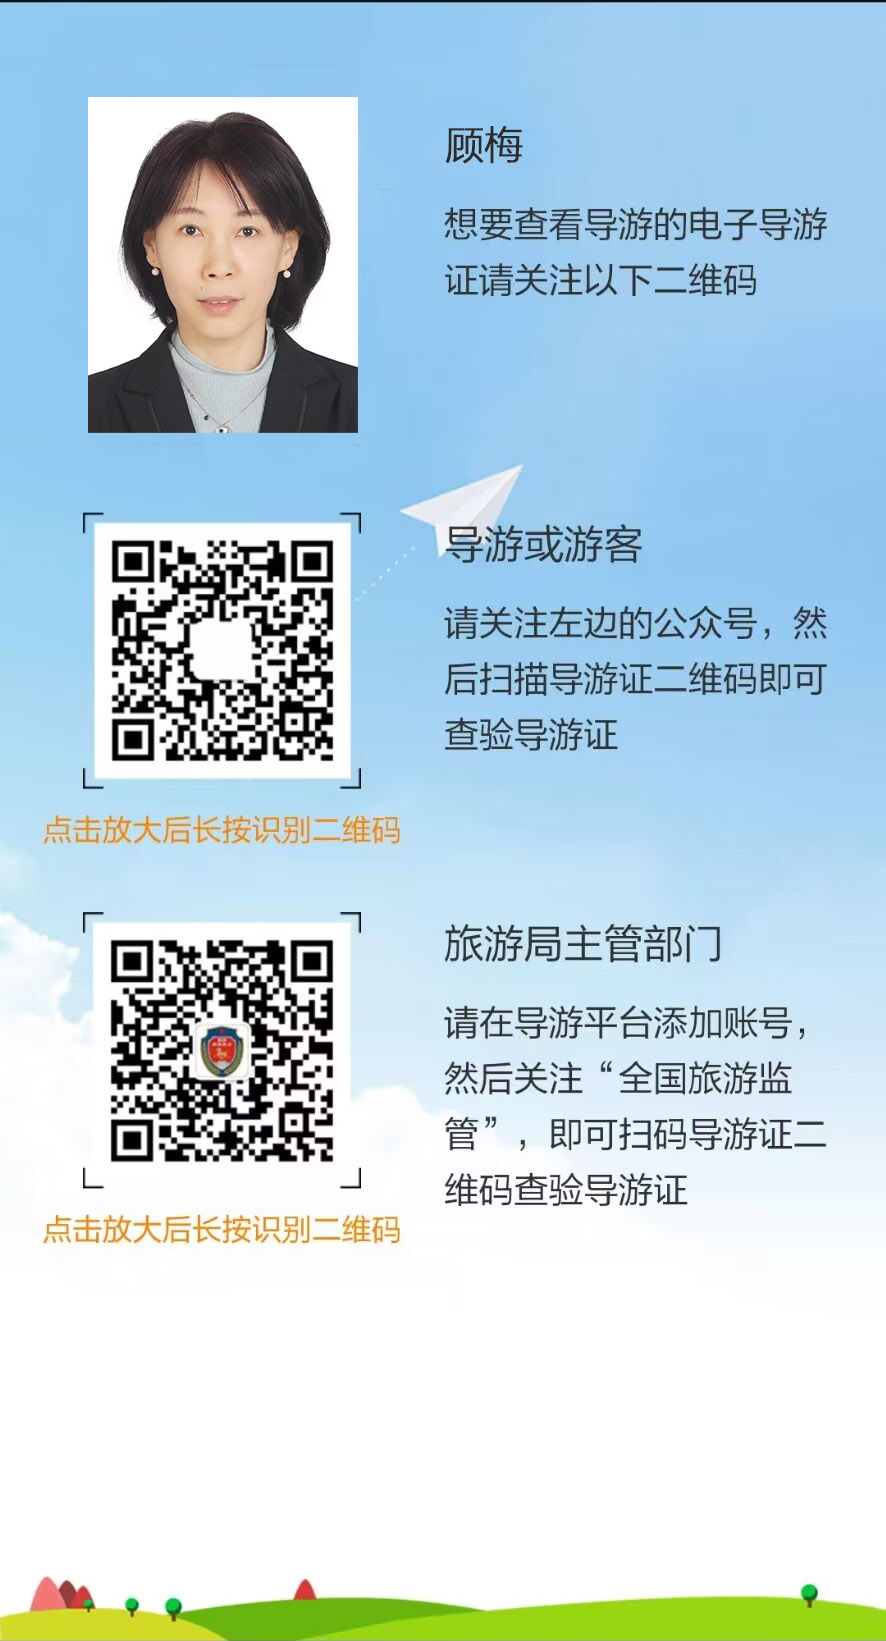 顾梅
想要查看导游的电子导游
证请关注以下二维码
导游或游客
请关注左边的公众号，然
后扫描导游证二维码即可
查验导游证
点击放大后长按识别二维码
旅游局主管部门
请在导游平台添加账号，
然后关注“全国旅游监
管”，即可扫码导游证二
维码查验导游证
点击放大后长按识别二维码